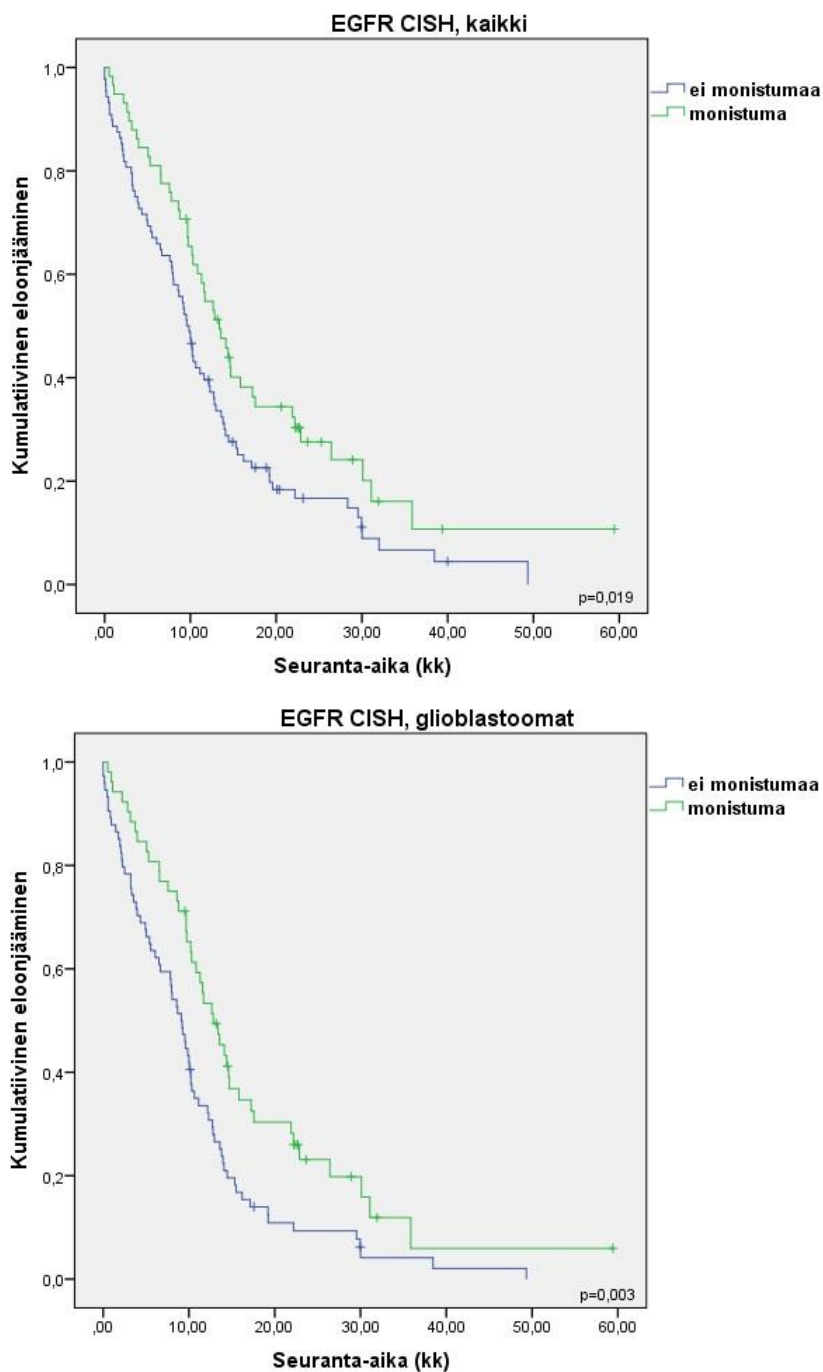 EGFR CISH, kaikki
ei monistumaa
monistuma
Kumulatiivinen eloonjääminen
1,0
0,8
0,6
0,4
0,2
0,0
p=0,019
,00 10,00 20,00 30,00 40,00 50,00 60,00
Seuranta-aika (kk)
EGFR CISH, glioblastoomat
ei monistumaa
monistuma
Kumulatiivinen eloonjääminen
1,0
0,8
0,6
0,4
0,2
0,0
p=0,003
,00 10,00 20,00 30,00 40,00 50,00 60,00
Seuranta-aika (kk)